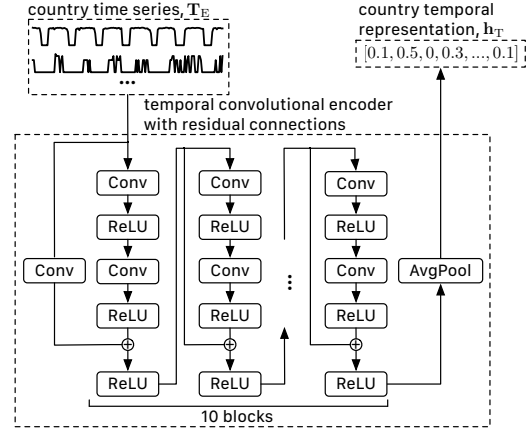 country time series, T_E
country temporal
representation, h_T
[0.1, 0.5, 0, 0.3, ..., 0.1]
...
temporal convolutional encoder
with residual connections
Conv
Conv
Conv
ReLU
ReLU
ReLU
Conv
Conv
Conv
Conv
AvgPool
ReLU
ReLU
ReLU
ReLU
ReLU
ReLU
10 blocks